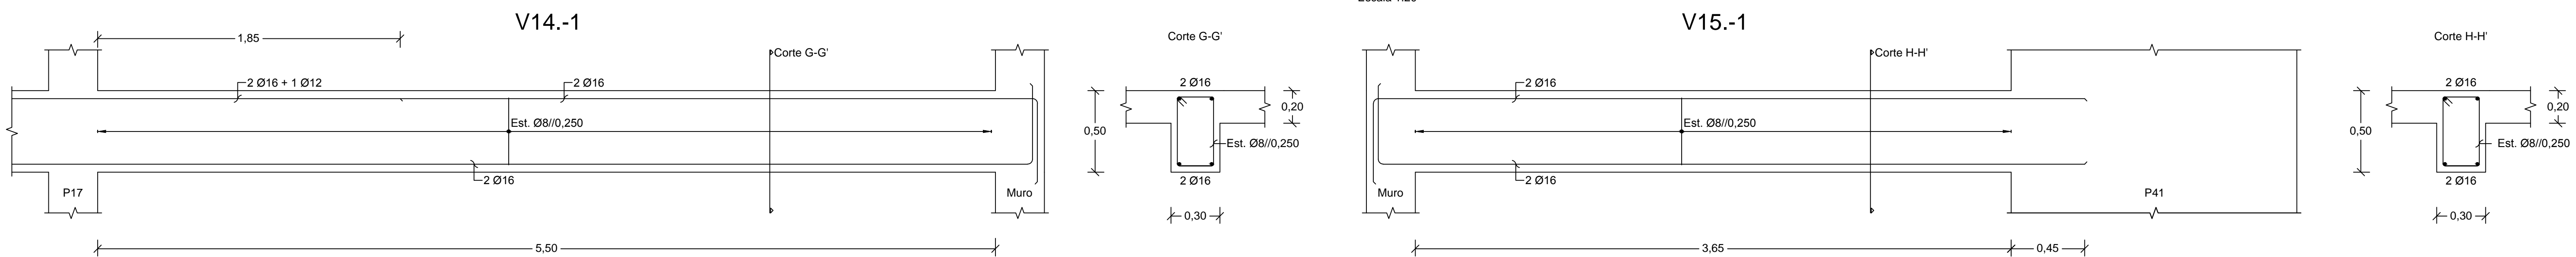 V14.-1
1,85
Corte G-G'
2 Ø16 + 1 Ø12
2 Ø16
Est. Ø8//0,250
2 Ø16
P17
Muro
5,50
Corte G-G'
2 Ø16
0,20
0,50
Est. Ø8//0,250
2 Ø16
0,30
V15.-1
Corte H-H'
2 Ø16
Est. Ø8//0,250
2 Ø16
Muro
P41
3,65
0,45
Corte H-H'
2 Ø16
0,20
0,50
Est. Ø8//0,250
2 Ø16
0,30